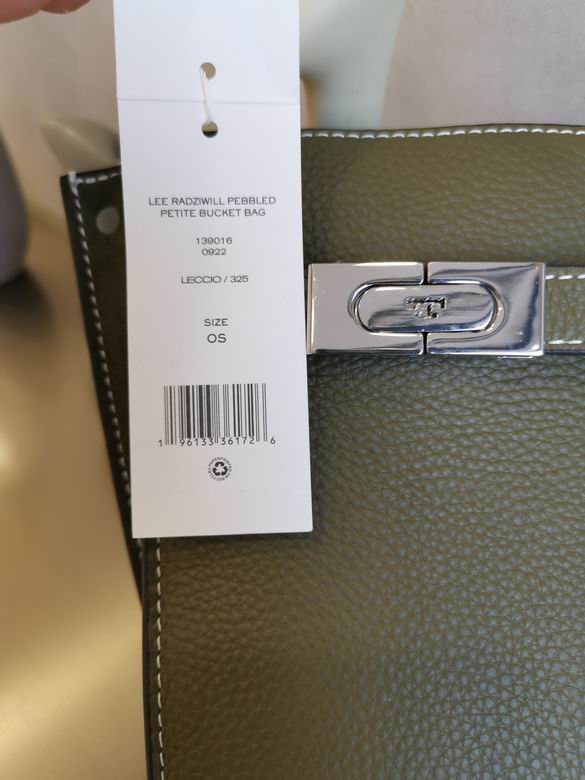 LEE RADZIWILL PEBBLED
PETITE BUCKET BAG
139016
0922
LECCIO / 325
SIZE
OS
1 96133 36172 6